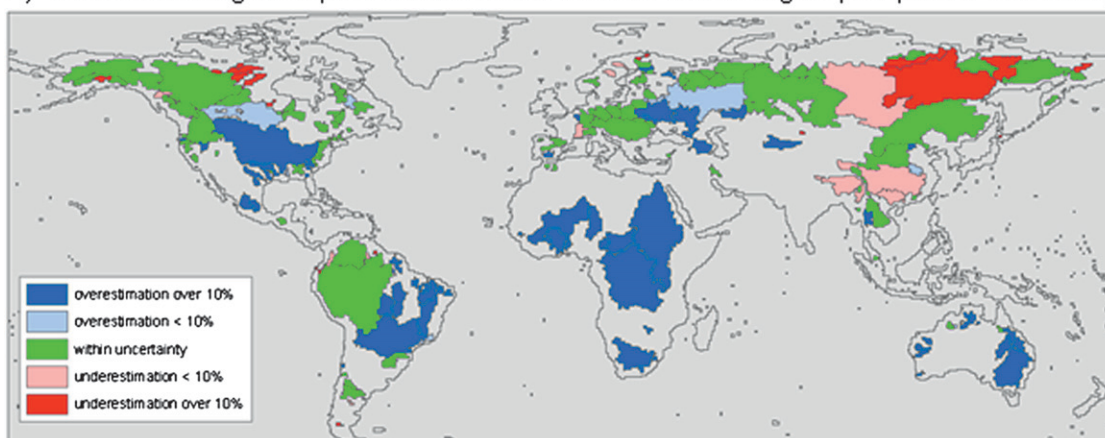 overestimation over 10%
overestimation < 10%
within uncertainty
underestimation < 10%
underestimation over 10%